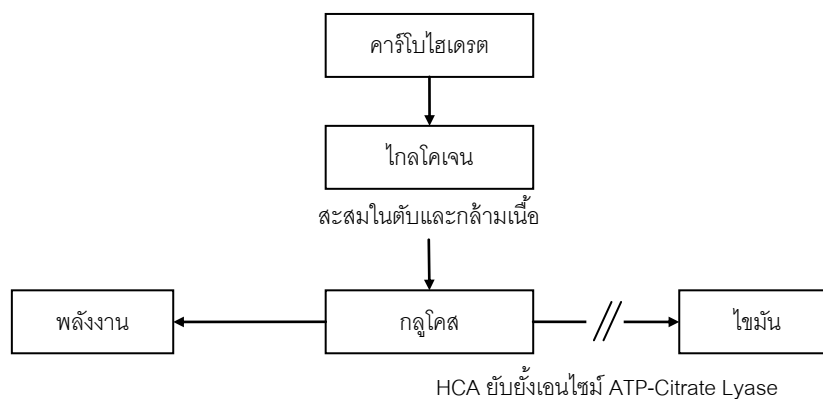 คาร์โบไฮเดรต
ไกลโคเจน
สะสมในตับและกล้ามเนื้อ
พลังงาน
กลูโคส
ไขมัน
HCA ยับยั้งเอนไซม์ ATP-Citrate Lyase